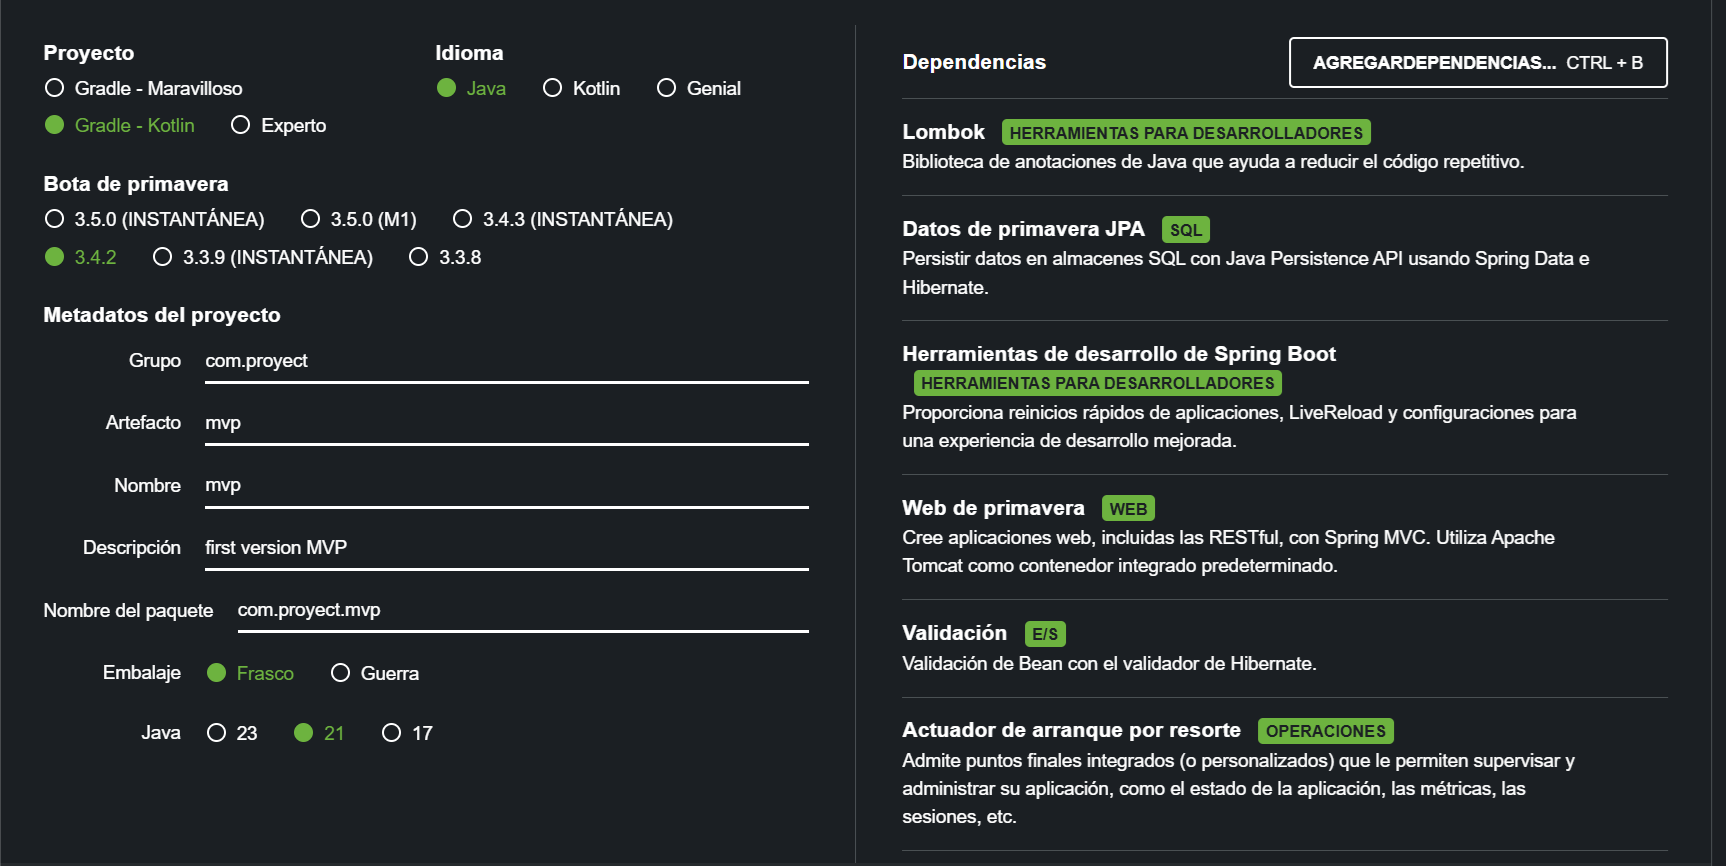 Proyecto
Gradle - Maravilloso
Gradle - Kotlin Experto
Idioma
Java Kotlin Genial
Bota de primavera
3.5.0 (INSTANTÁNEA) 3.5.0 (M1) 3.4.3 (INSTANTÁNEA)
3.4.2 3.3.9 (INSTANTÁNEA) 3.3.8
Metadatos del proyecto
Grupo com.proyect
Artefacto mvp
Nombre mvp
Descripción first version MVP
Nombre del paquete com.proyect.mvp
Embalaje Frasco Guerra
Java 23 21 17
Dependencias AGREGARDEPENDENCIAS... CTRL + B
Lombok HERRAMIENTAS PARA DESARROLLADORES
Biblioteca de anotaciones de Java que ayuda a reducir el código repetitivo.
Datos de primavera JPA SQL
Persistir datos en almacenes SQL con Java Persistence API usando Spring Data e
Hibernate.
Herramientas de desarrollo de Spring Boot
HERRAMIENTAS PARA DESARROLLADORES
Proporciona reinicios rápidos de aplicaciones, LiveReload y configuraciones para
una experiencia de desarrollo mejorada.
Web de primavera WEB
Cree aplicaciones web, incluidas las RESTful, con Spring MVC. Utiliza Apache
Tomcat como contenedor integrado predeterminado.
Validación E/S
Validación de Bean con el validador de Hibernate.
Actuador de arranque por resorte OPERACIONES
Admite puntos finales integrados (o personalizados) que le permiten supervisar y
administrar su aplicación, como el estado de la aplicación, las métricas, las
sesiones, etc.